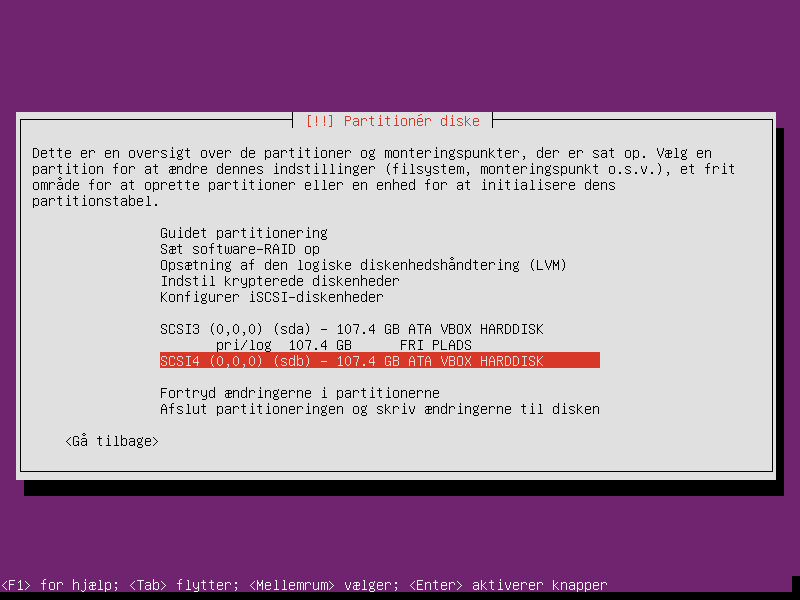 [!!] Partitionér diske
Dette er en oversigt over de partitioner og monteringspunkter, der er sat op. Vælg en
partition for at ændre dennes indstillinger (filsystem, monteringspunkt o.s.v.), et frit
område for at oprette partitioner eller en enhed for at initialisere dens
partitionstabel.
Guidet partitionering
Sæt software-RAID op
Opsætning af den logiske diskenhedshåndtering (LVM)
Indstil krypterede diskenheder
Konfigurer iSCSI-diskenheder
SCSI3 (0,0,0) (sda) - 107.4 GB ATA VBOX HARDDISK
pri/log 107.4 GB FRI PLADS
SCSI4 (0,0,0) (sdb) - 107.4 GB ATA VBOX HARDDISK
Fortryd ændringerne i partitionerne
Afslut partitioneringen og skriv ændringerne til disken
<Gå tilbage>
<F1> for hjælp; <Tab> flytter; <Mellemrum> vælger; <Enter> aktiverer knapper